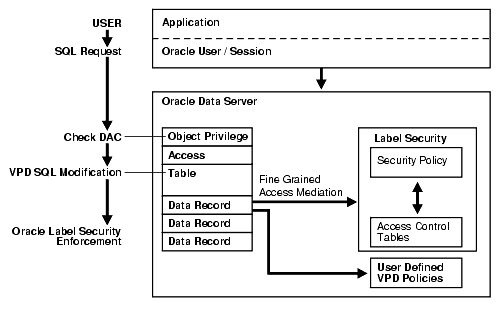 USER
SQL Request
Check DAC
VPD SQL Modification
Oracle Label Security
Enforcement
Application
Oracle User / Session
Oracle Data Server
Object Privilege
Access
Table
Data Record
Data Record
Data Record
Fine Grained
Access Mediation
Label Security
Security Policy
Access Control
Tables
User Defined
VPD Policies